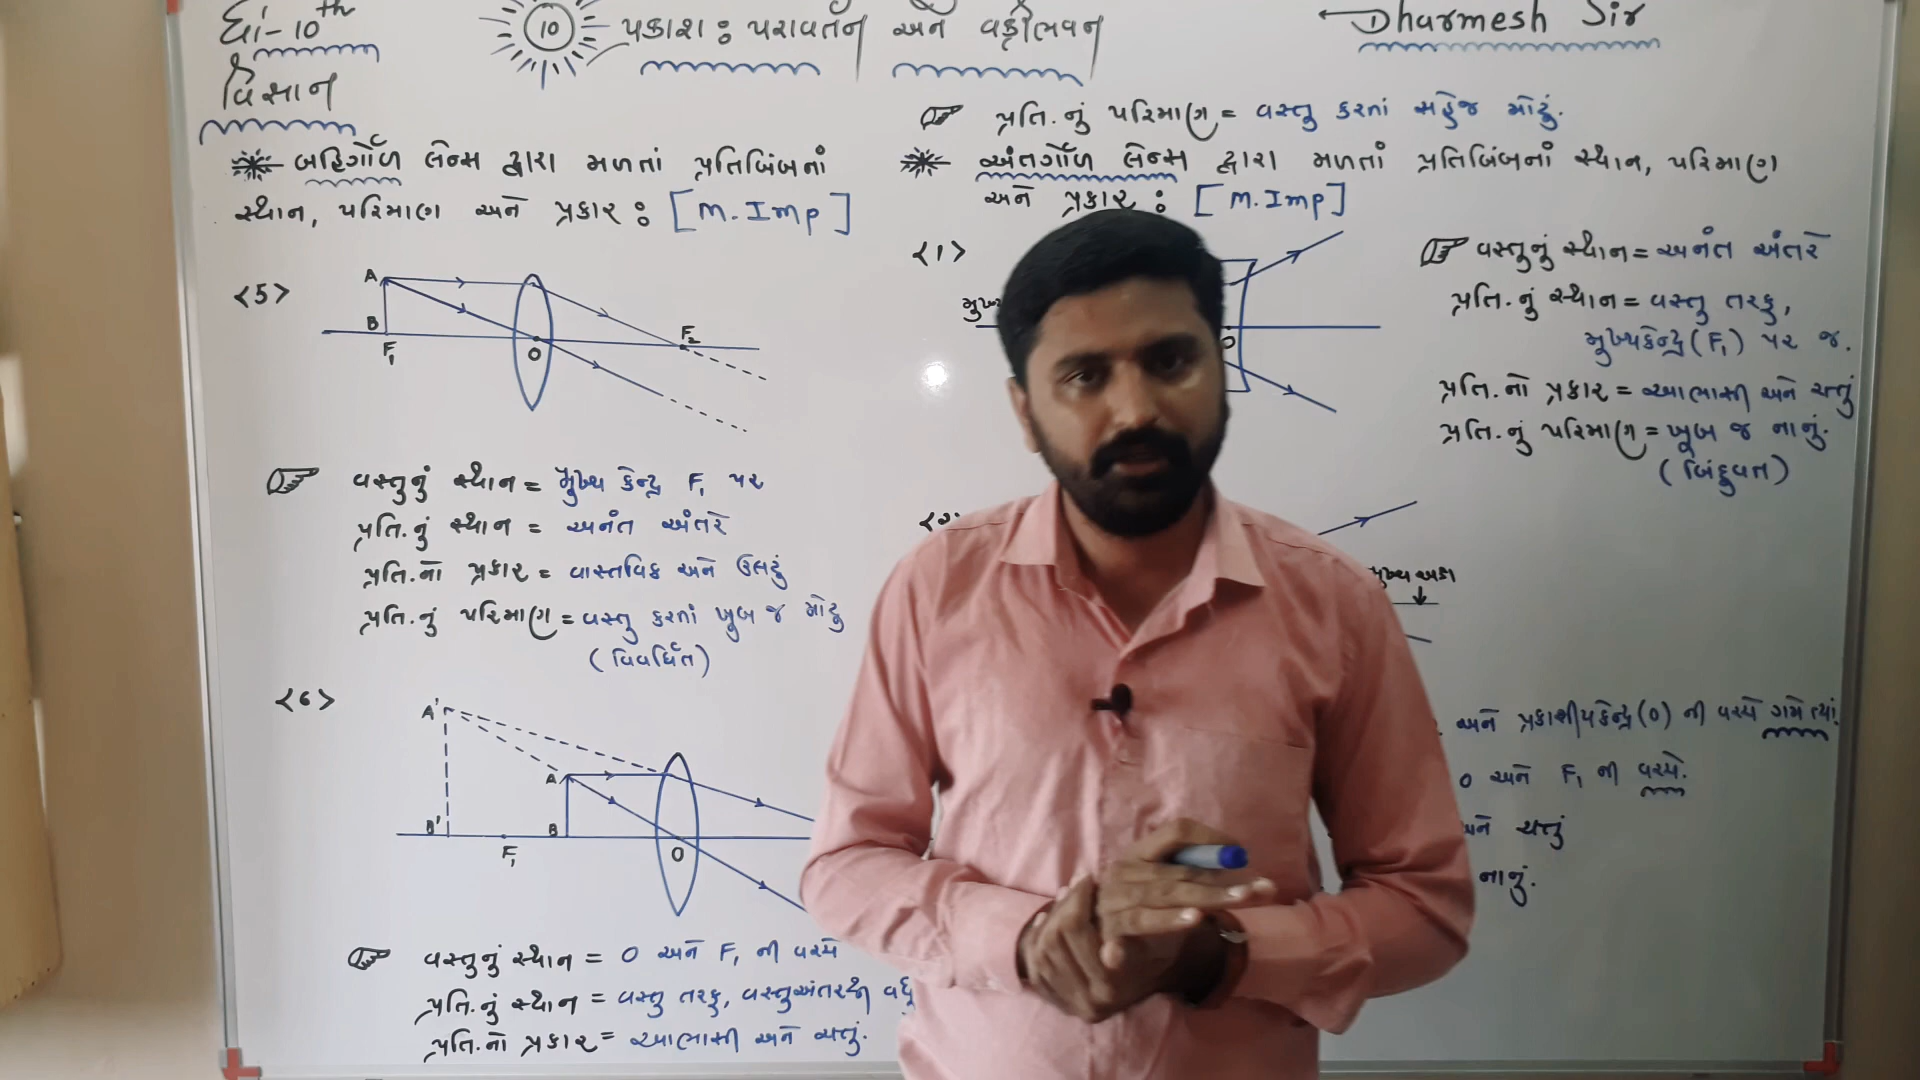 ધો-10th
વિજ્ઞાન
10 પ્રકાશ : પરાવર્તન અને વક્રીભવન
Dharmesh Sir
બહિર્ગોળ લેન્સ દ્વારા મળતાં પ્રતિબિંબનાં
સ્થાન, પરિમાણ અને પ્રકાર : [M. Imp]
<5>
A
B
F1
O
F2
વસ્તુનું સ્થાન = મુખ્ય કેન્દ્ર F1 પર
પ્રતિ.નું સ્થાન = અનંત અંતરે
પ્રતિ.નો પ્રકાર = વાસ્તવિક અને ઉલટું
પ્રતિ.નું પરિમાણ = વસ્તુ કરતાં ખૂબ જ મોટું
(વિવર્ધિત)
<6>
A'
A
B'
B
F1
O
વસ્તુનું સ્થાન = O અને F1 ની વચ્ચે
પ્રતિ.નું સ્થાન = વસ્તુ તરફ, વસ્તુઅંતરથી વધુ
પ્રતિ.નો પ્રકાર = આભાસી અને ચત્તું.
પ્રતિ.નું પરિમાણ = વસ્તુ કરતાં સહેજ મોટું.
અંતર્ગોળ લેન્સ દ્વારા મળતાં પ્રતિબિંબનાં સ્થાન, પરિમાણ
અને પ્રકાર : [M. Imp]
<1>
વસ્તુનું સ્થાન = અનંત અંતરે
પ્રતિ.નું સ્થાન = વસ્તુ તરફ,
મુખ્યકેન્દ્ર (F1) પર જ.
પ્રતિ.નો પ્રકાર = આભાસી અને ચત્તું
પ્રતિ.નું પરિમાણ = ખૂબ જ નાનું.
(બિંદુવત)
મુખ્ય અક્ષ
અને પ્રકાશીયકેન્દ્ર (O) ની વચ્ચે ગમે ત્યાં.
O અને F1 ની વચ્ચે.
અને ચત્તું
નાનું.